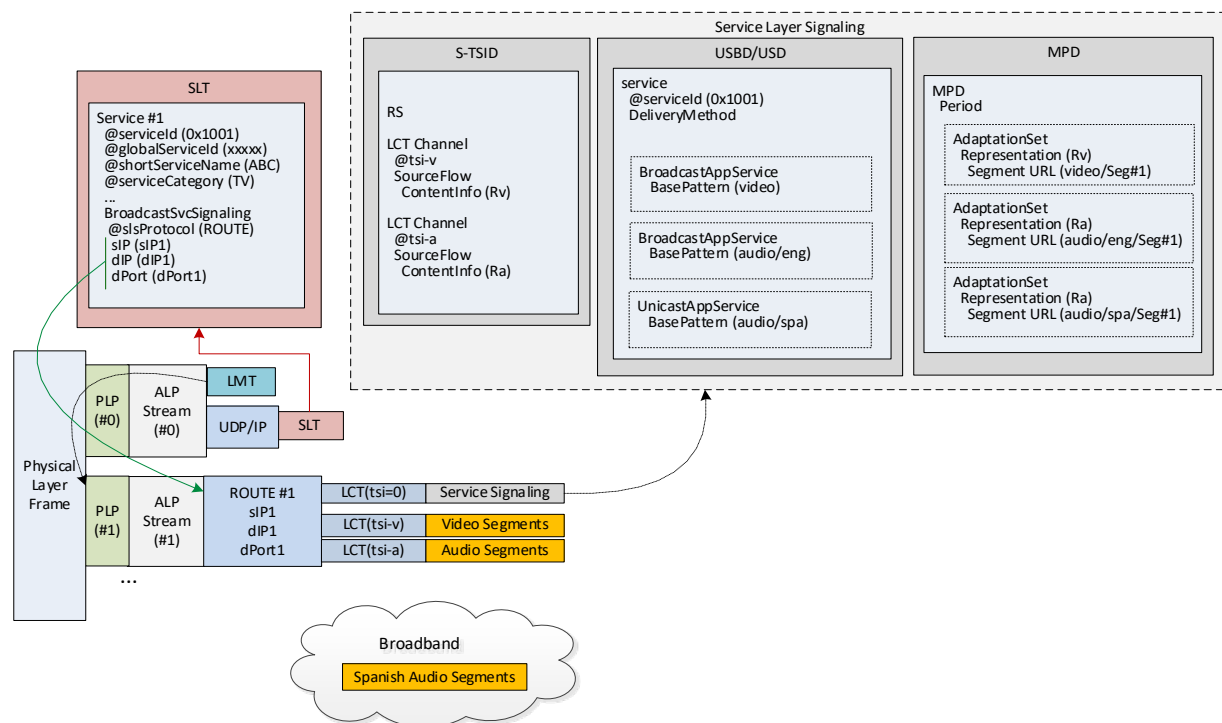 Service Layer Signaling
SLT
Service #1
@serviceId (0x1001)
@globalServiceId (xxxxx)
@shortServiceName (ABC)
@serviceCategory (TV)
...
BroadcastSvcSignaling
@slsProtocol (ROUTE)
sIP (sIP1)
dIP (dIP1)
dPort (dPort1)
S-TSID
RS
LCT Channel
@tsi-v
SourceFlow
ContentInfo (Rv)
LCT Channel
@tsi-a
SourceFlow
ContentInfo (Ra)
USBD/USD
service
@serviceId (0x1001)
DeliveryMethod
BroadcastAppService
BasePattern (video)
BroadcastAppService
BasePattern (audio/eng)
UnicastAppService
BasePattern (audio/spa)
MPD
MPD
Period
AdaptationSet
Representation (Rv)
Segment URL (video/Seg#1)
AdaptationSet
Representation (Ra)
Segment URL (audio/eng/Seg#1)
AdaptationSet
Representation (Ra)
Segment URL (audio/spa/Seg#1)
Physical
Layer
Frame
PLP
(#0)
ALP
Stream
(#0)
LMT
UDP/IP
SLT
PLP
(#1)
ALP
Stream
(#1)
ROUTE #1
sIP1
dIP1
dPort1
LCT(tsi=0)
Service Signaling
LCT(tsi-v)
Video Segments
LCT(tsi-a)
Audio Segments
...
Broadband
Spanish Audio Segments